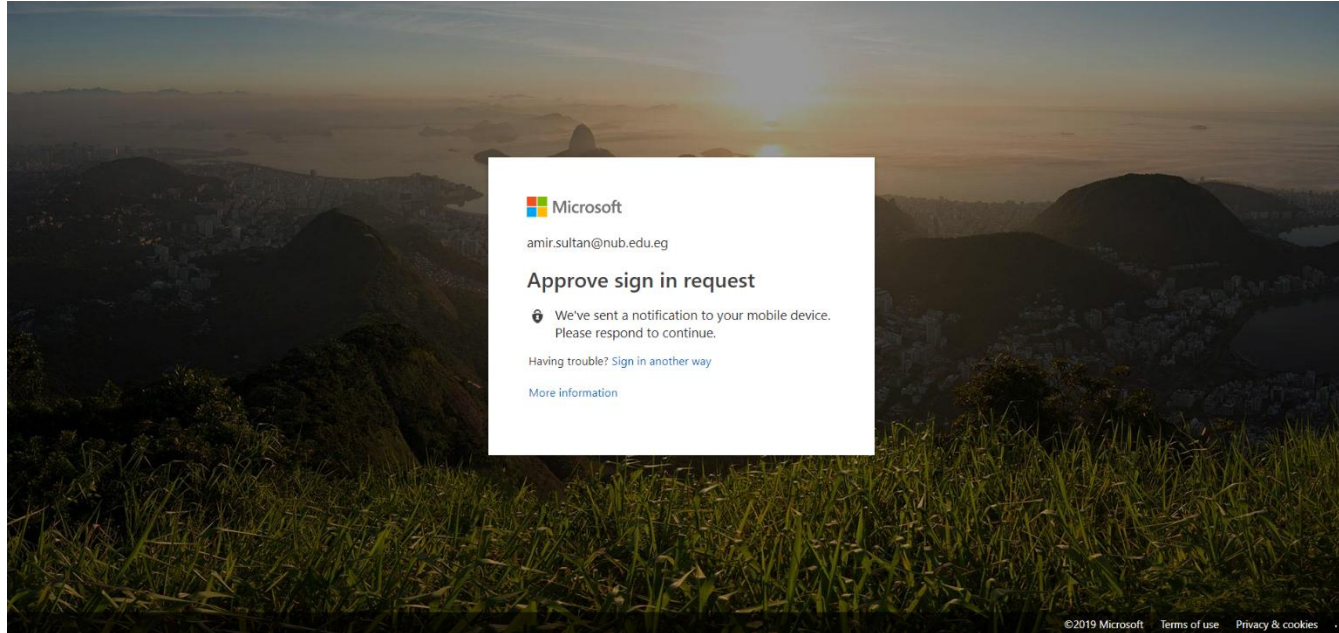 Microsoft
amir.sultan@nub.edu.eg
Approve sign in request
We've sent a notification to your mobile device.
Please respond to continue.
Having trouble? Sign in another way
More information
©2019 Microsoft Terms of use Privacy & cookies